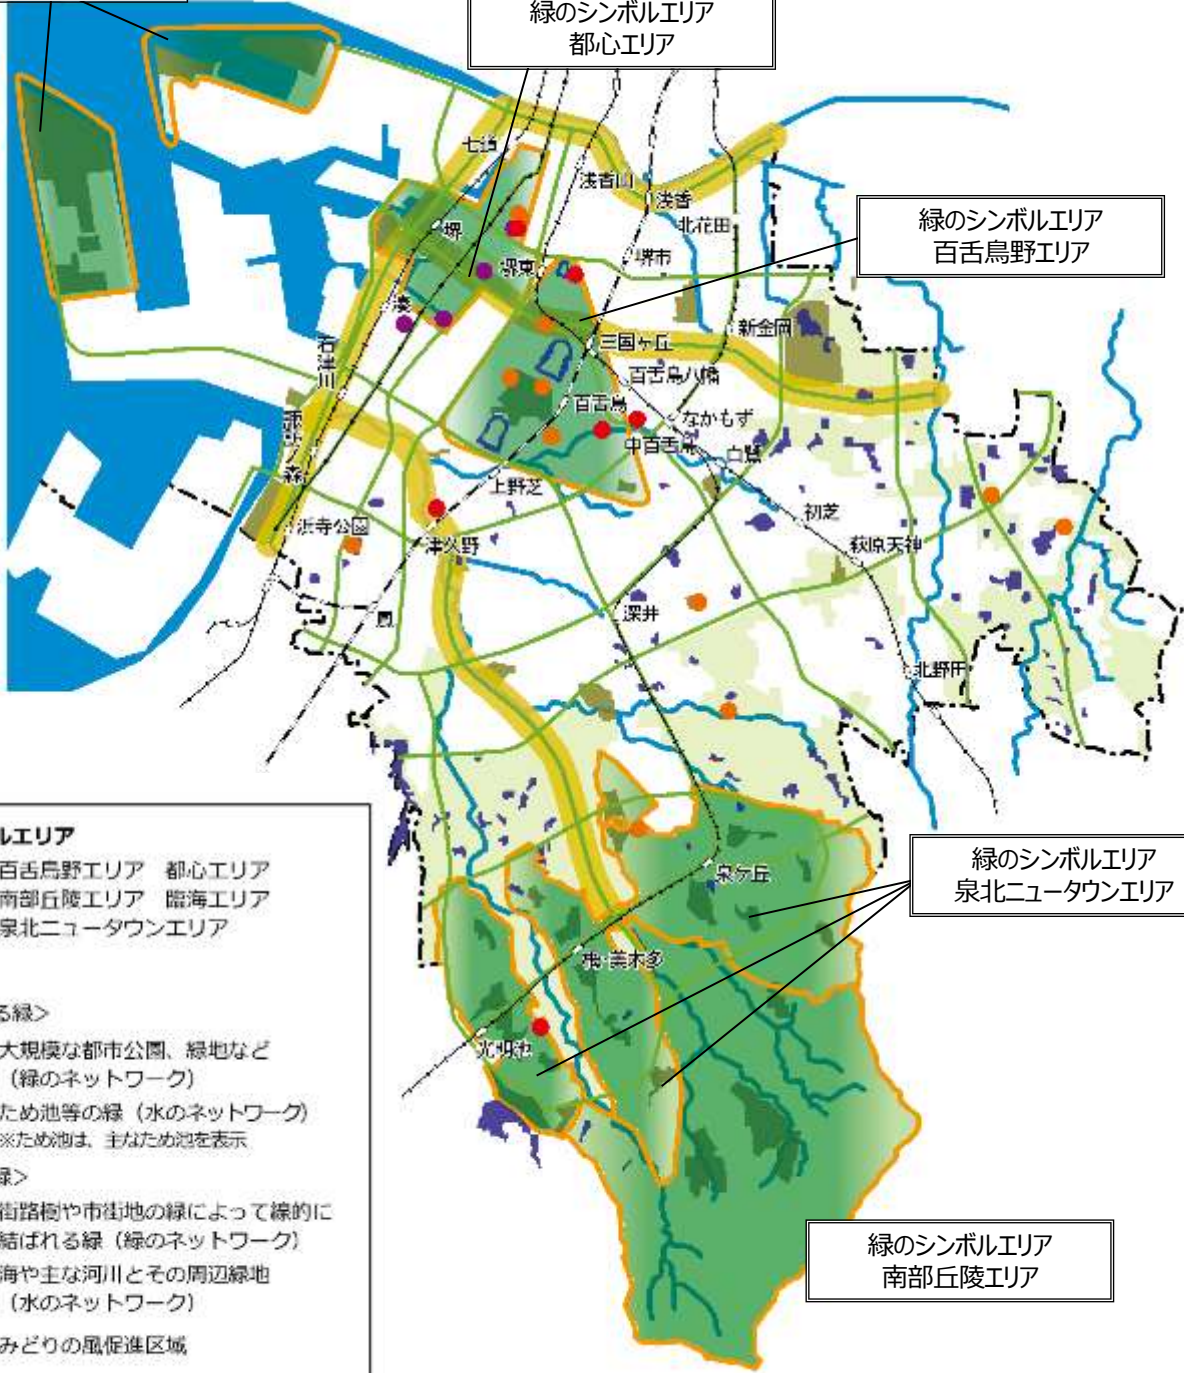 緑のシンボルエリア
都心エリア
七道
浅香山
浅香
北花田
緑のシンボルエリア
百舌鳥野エリア
堺
堺東
堺市
湊
石津川
三国ヶ丘
新金岡
百舌鳥八幡
百舌鳥
なかもず
中百舌鳥
白鷺
諏訪ノ森
上野芝
初芝
浜寺公園
津久野
萩原天神
鳳
深井
北野田
ルエリア
百舌鳥野エリア 都心エリア
南部丘陵エリア 臨海エリア
泉北ニュータウンエリア
る緑>
大規模な都市公園、緑地など
(緑のネットワーク)
ため池等の緑(水のネットワーク)
※ため池は、主なため池を表示
緑>
街路樹や市街地の緑によって線的に
結ばれる緑(緑のネットワーク)
海や主な河川とその周辺緑地
(水のネットワーク)
みどりの風促進区域
泉ケ丘
緑のシンボルエリア
泉北ニュータウンエリア
栂・美木多
光明池
緑のシンボルエリア
南部丘陵エリア